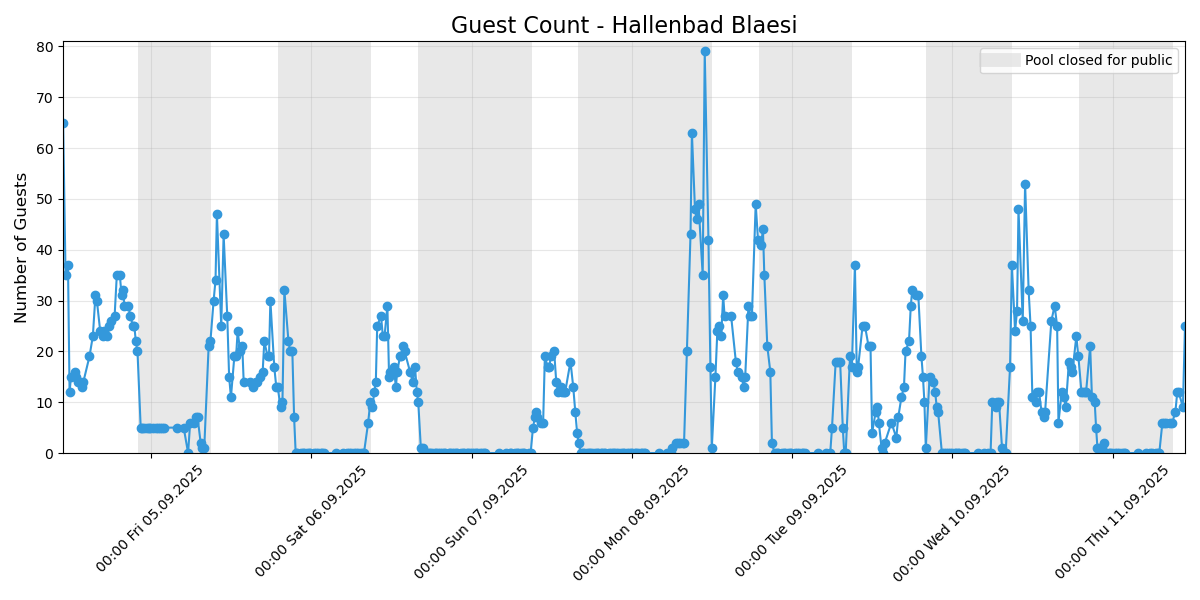 Guest Count - Hallenbad Blaesi
Pool closed for public
Number of Guests
80
70
60
50
40
30
20
10
0
00:00 Fri 05.09.2025
00:00 Sat 06.09.2025
00:00 Sun 07.09.2025
00:00 Mon 08.09.2025
00:00 Tue 09.09.2025
00:00 Wed 10.09.2025
00:00 Thu 11.09.2025